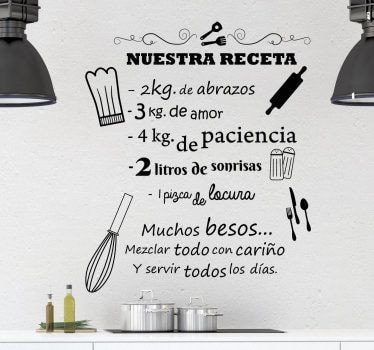 NUESTRA RECETA
- 2kg. de abrazos
- 3 kg. de amor
- 4 kg. de paciencia
- 2 litros de sonrisas
- 1 pizca de locura
Muchos besos...
Mezclar todo con cariño
Y servir todos los días.